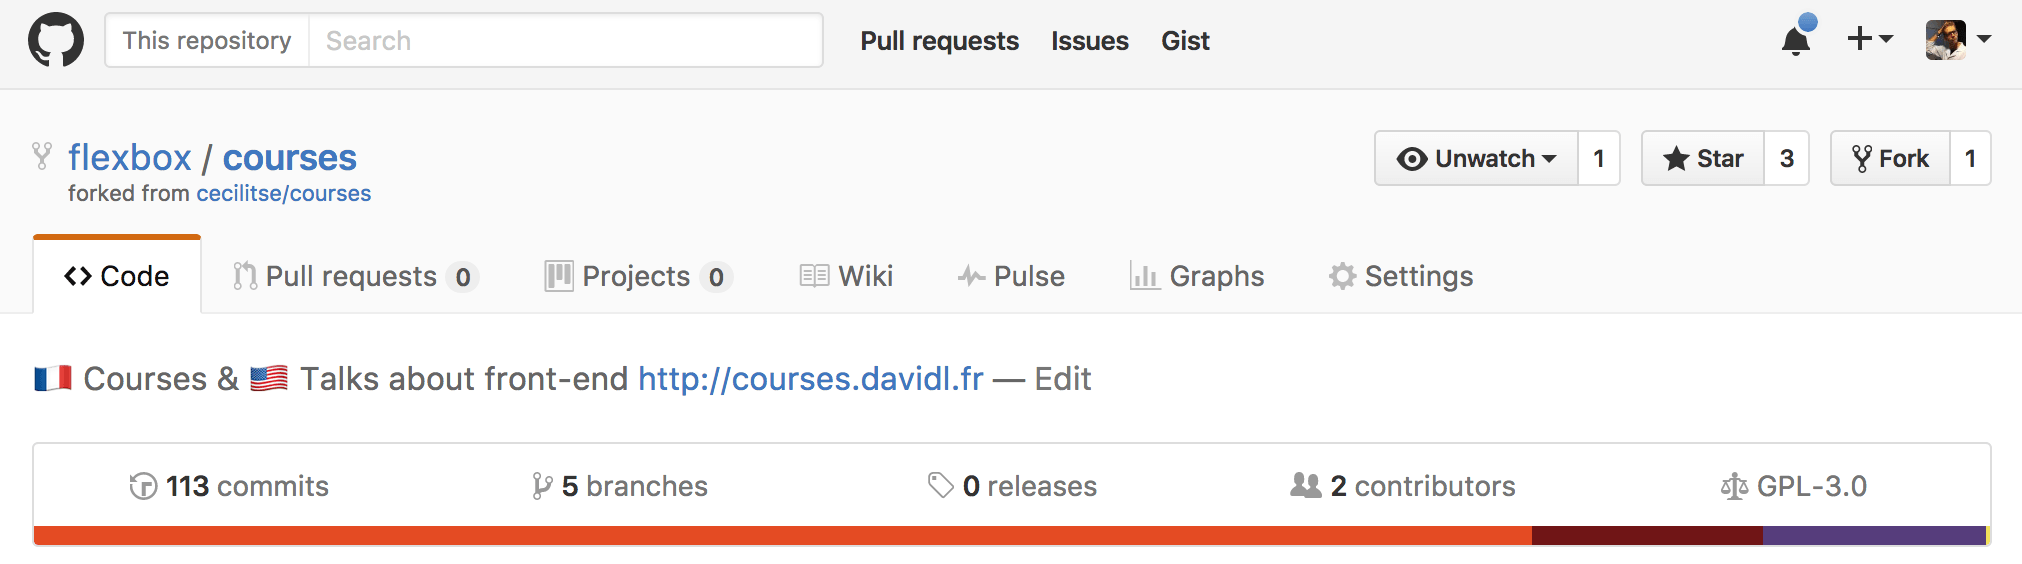 This repository Search Pull requests Issues Gist
flexbox / courses Unwatch 1 Star 3 Fork 1
forked from cecilitse/courses
Code Pull requests 0 Projects 0 Wiki Pulse Graphs Settings
🇫🇷 Courses & 🇺🇸 Talks about front-end http://courses.davidl.fr — Edit
113 commits 5 branches 0 releases 2 contributors GPL-3.0